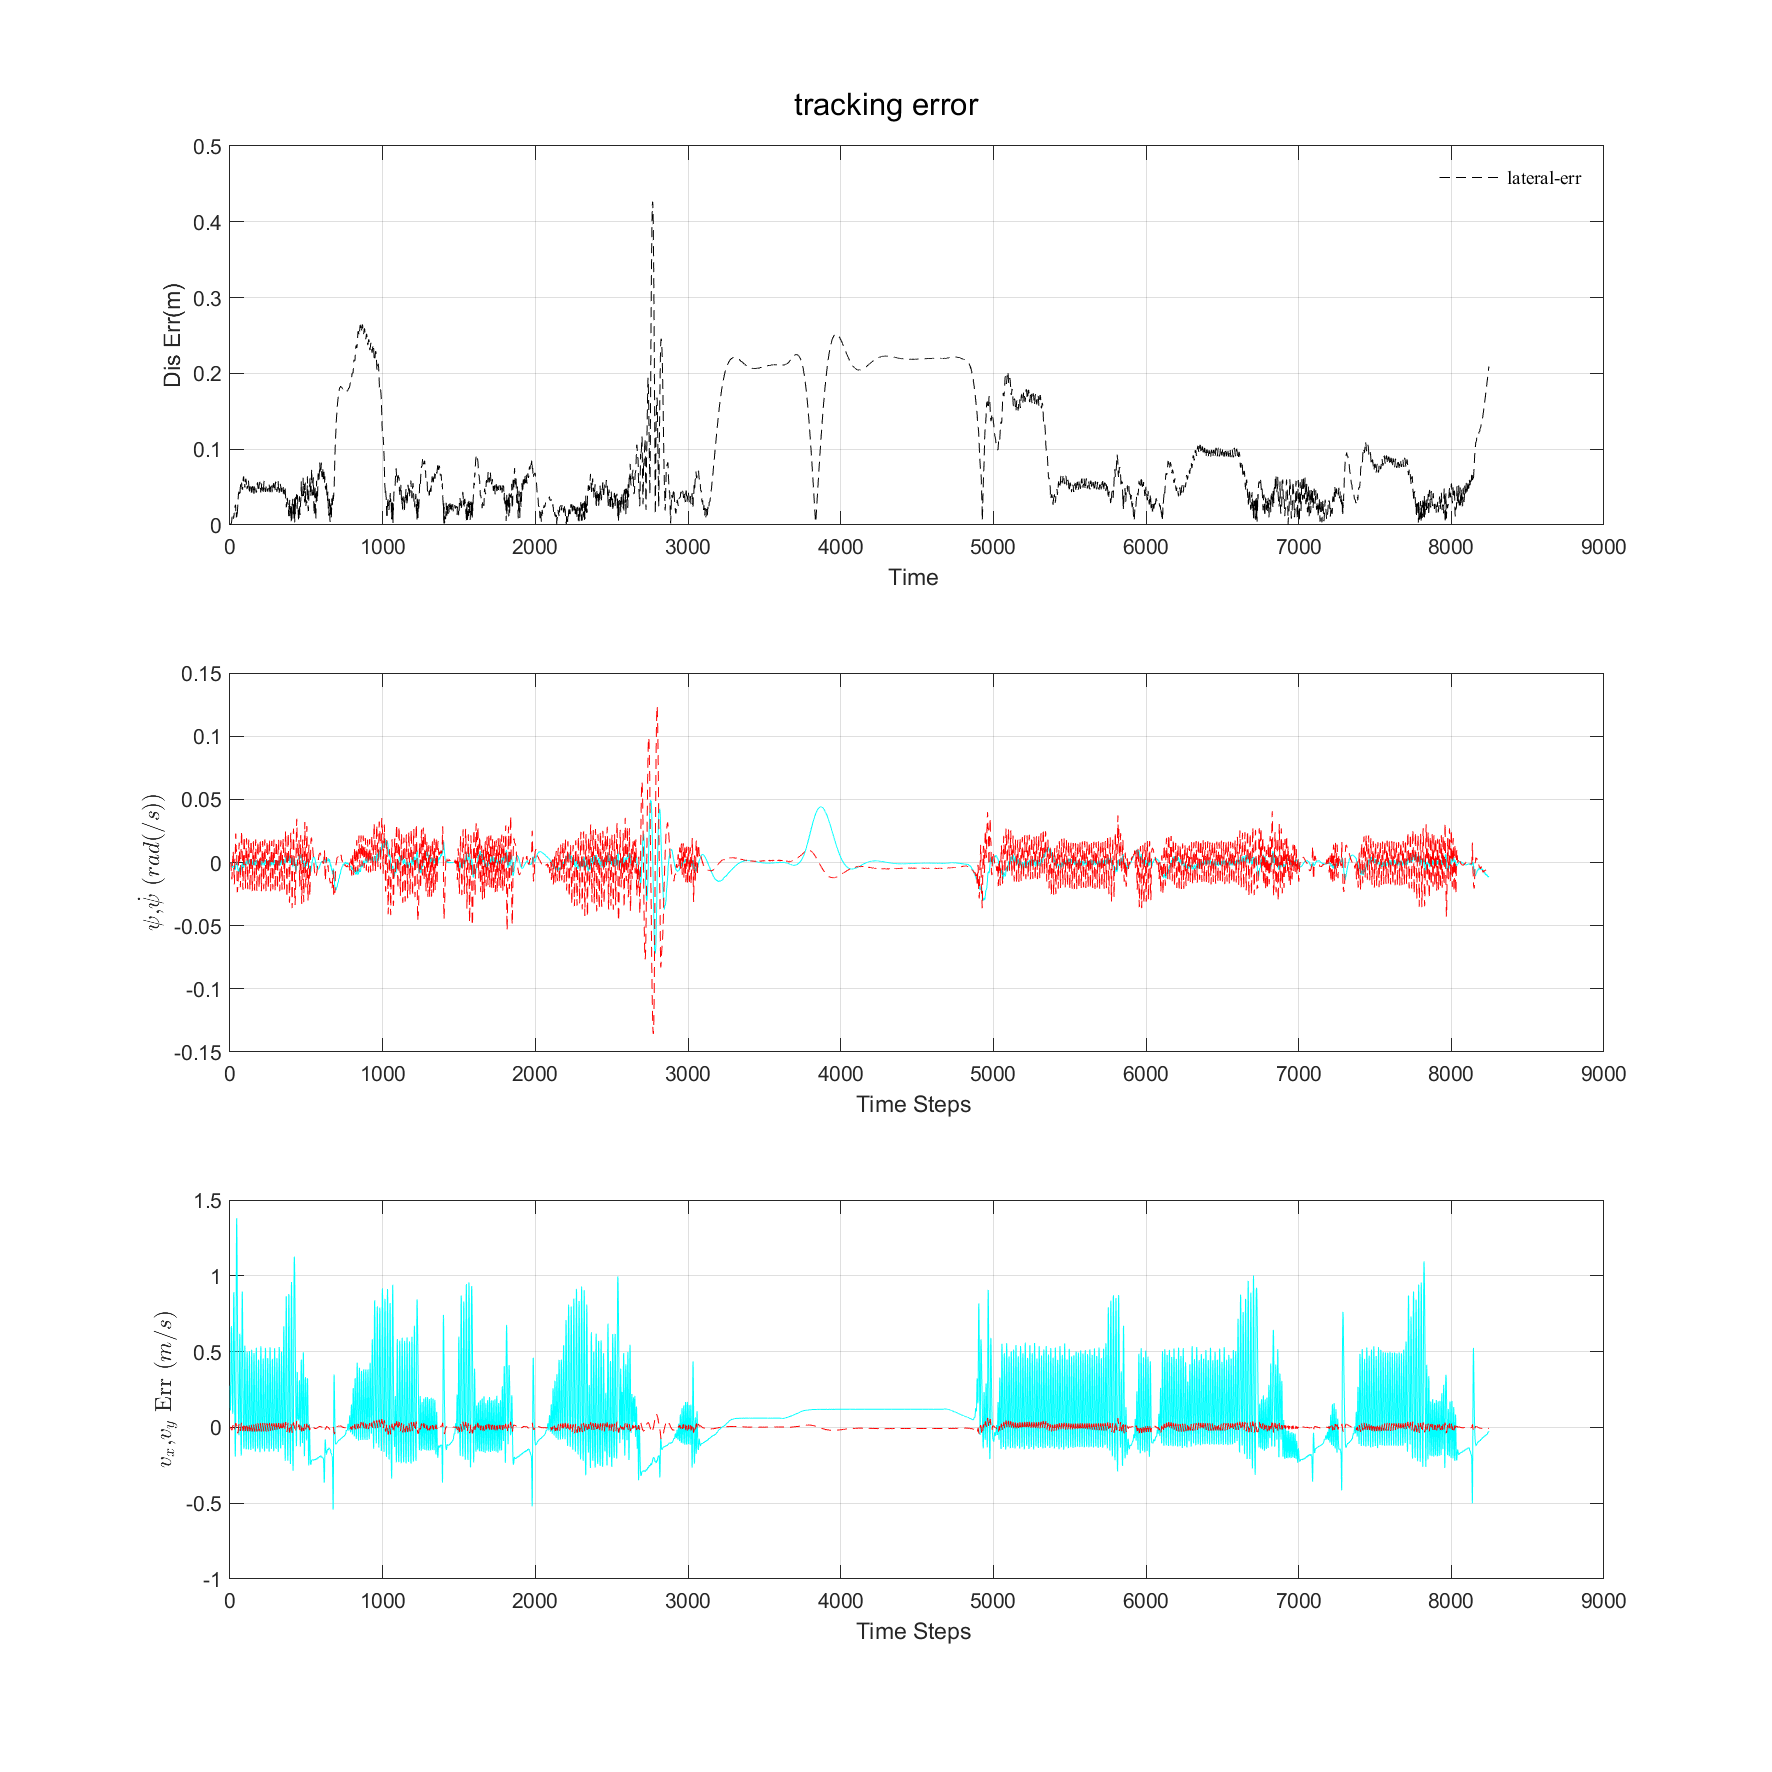 tracking error
0.5
0.4
0.3
0.2
0.1
0
Dis Err(m)
lateral-err
0 1000 2000 3000 4000 5000 6000 7000 8000 9000
Time
0.15
0.1
0.05
0
-0.05
-0.1
-0.15
ψ,ψ̇ (rad(/s))
0 1000 2000 3000 4000 5000 6000 7000 8000 9000
Time Steps
1.5
1
0.5
0
-0.5
-1
vₓ,v_y Err (m/s)
0 1000 2000 3000 4000 5000 6000 7000 8000 9000
Time Steps